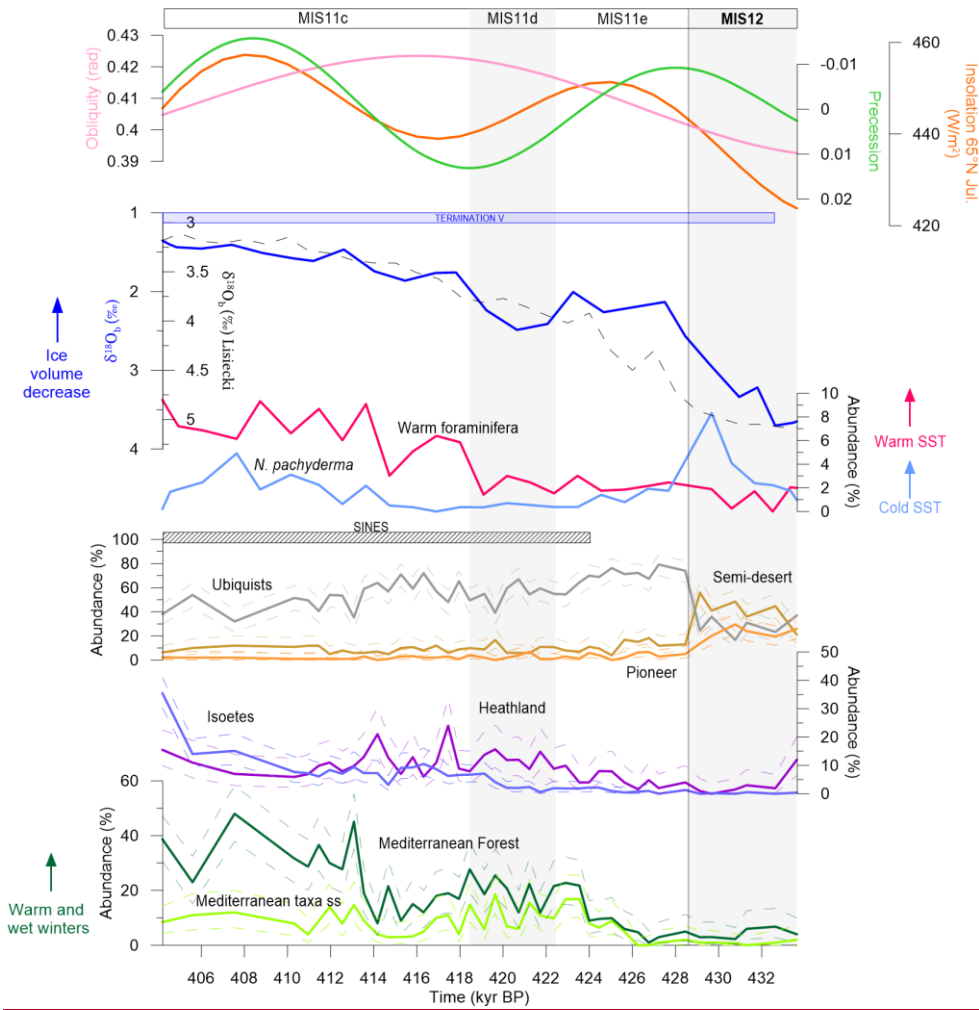 MIS11c MIS11d MIS11e MIS12
0.43
0.42
0.41
0.4
0.39
Obliquity (rad)
-0.01
0
0.01
0.02
Precession
460
440
420
Insolation 65°N Jul.
(W/m²)
TERMINATION V
1
2
3
4
δ¹⁸Ob (‰)
3
3.5
4
4.5
5
δ¹⁸Ob (‰) Lisiecki
Ice
volume
decrease
Warm foraminifera
N. pachyderma
10
8
6
4
2
0
Abundance (%)
Warm SST
Cold SST
SINES
100
80
60
40
20
0
Abundance (%)
Ubiquists
Semi-desert
Pioneer
50
40
30
20
10
0
Abundance (%)
Isoetes
Heathland
60
40
20
0
Abundance (%)
Mediterranean Forest
Mediterranean taxa ss
Warm and
wet winters
406 408 410 412 414 416 418 420 422 424 426 428 430 432
Time (kyr BP)